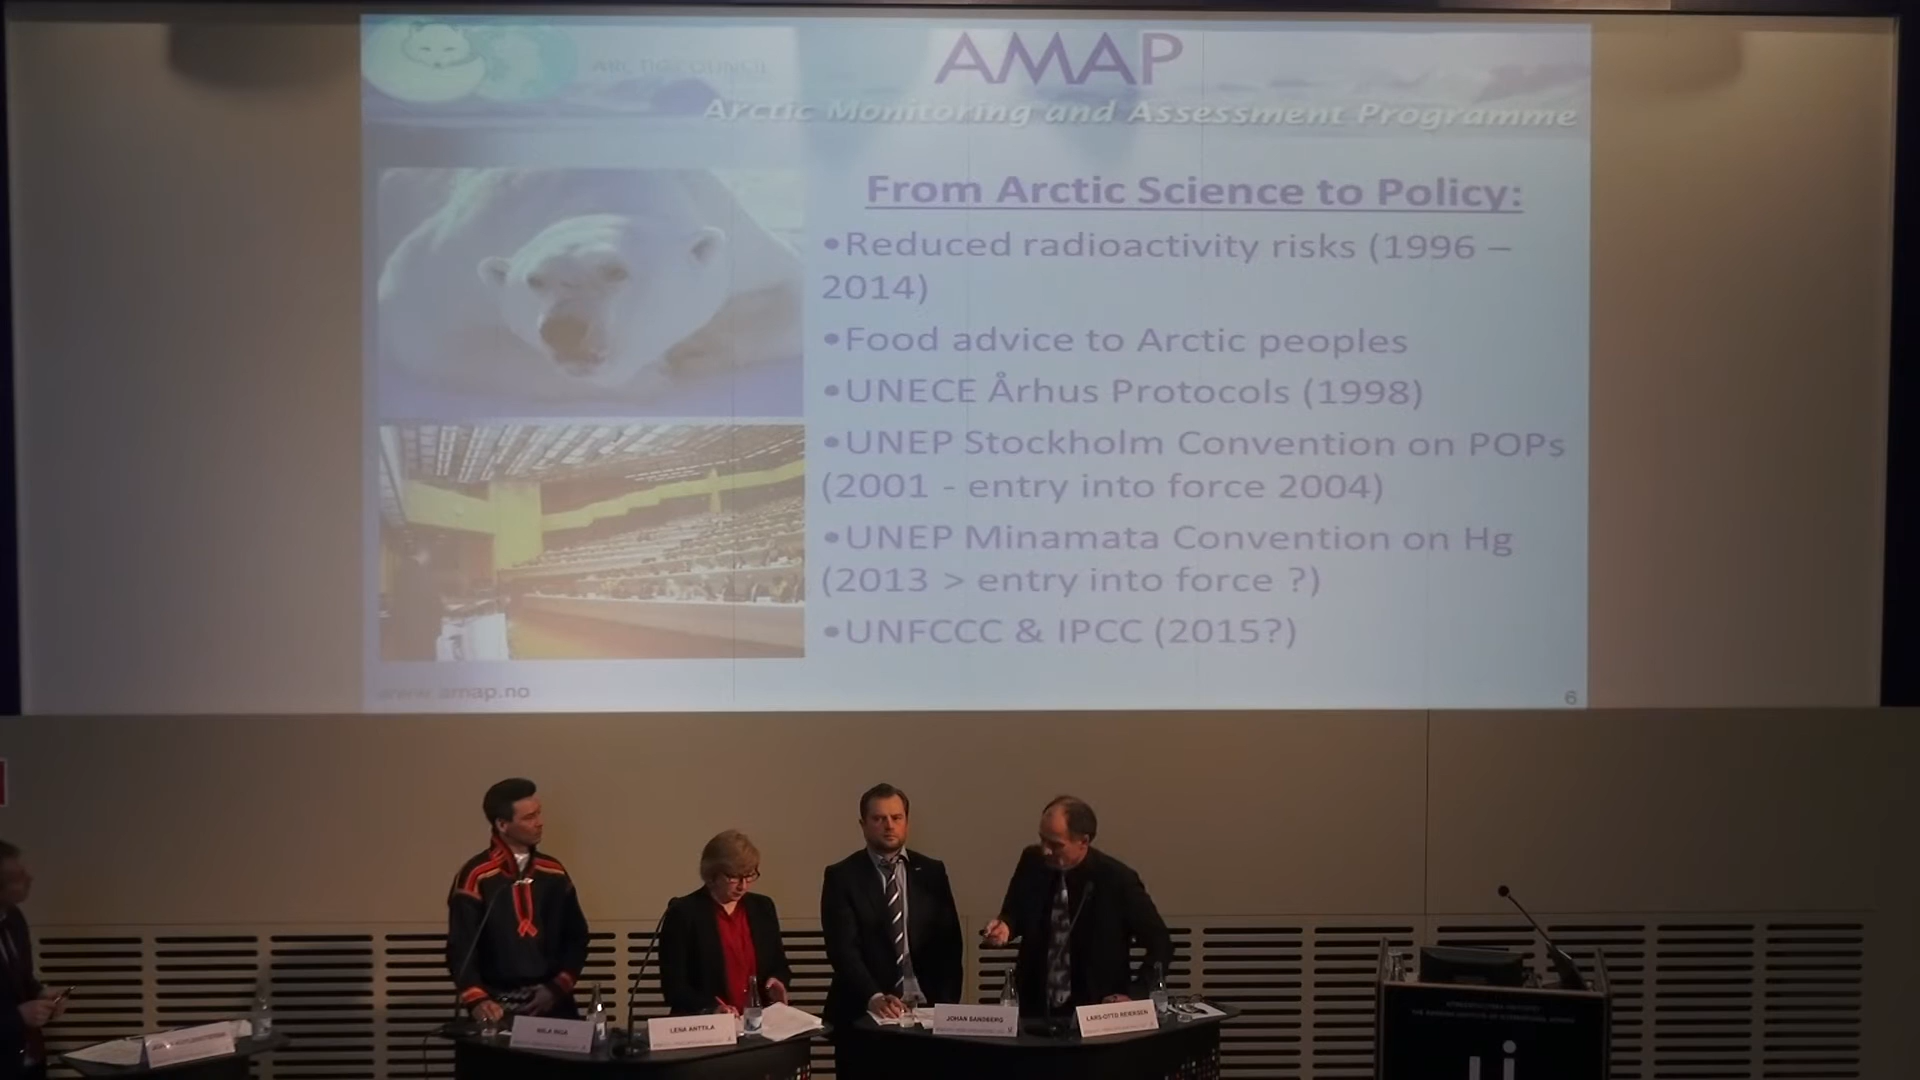 ARCTIC COUNCIL
AMAP
Arctic Monitoring and Assessment Programme
From Arctic Science to Policy:
•Reduced radioactivity risks (1996 –
2014)
•Food advice to Arctic peoples
•UNECE Århus Protocols (1998)
•UNEP Stockholm Convention on POPs
(2001 - entry into force 2004)
•UNEP Minamata Convention on Hg
(2013 > entry into force ?)
•UNFCCC & IPCC (2015?)
www.amap.no
6
LENA ANTTILA
JOHAN SANDBERG
LARS-OTTO REIERSEN
ui